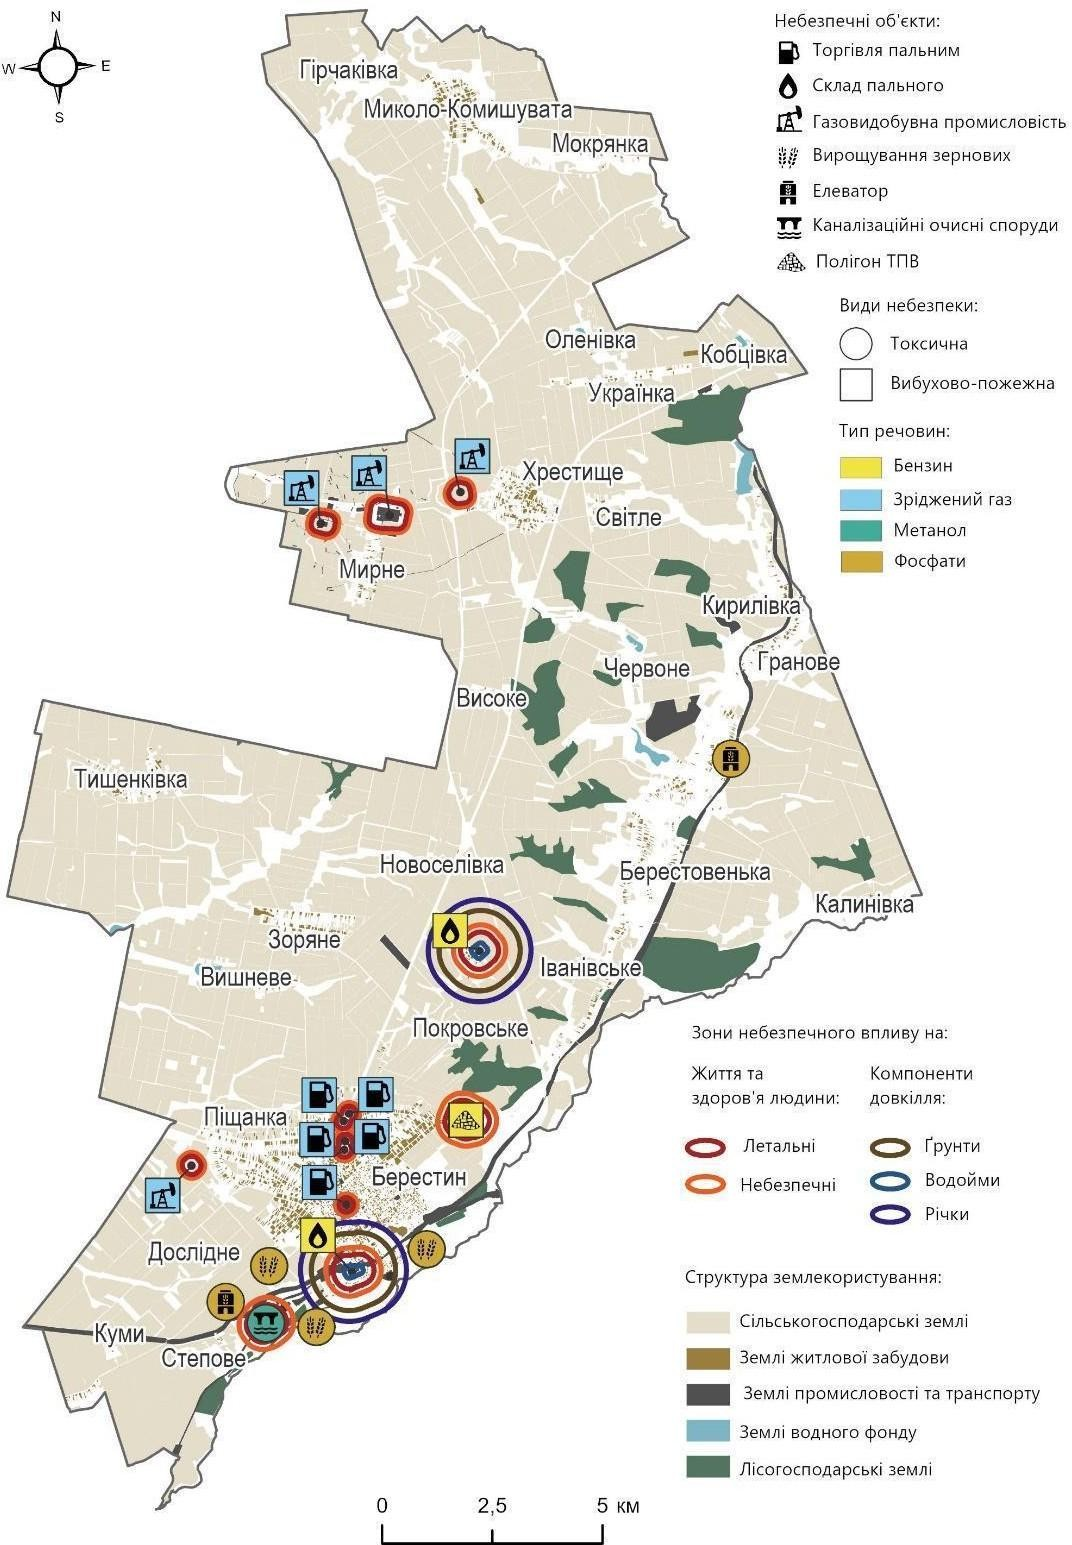 N
W
E
S
Небезпечні об'єкти:
Торгівля пальним
Склад пального
Газовидобувна промисловість
Вирощування зернових
Елеватор
Каналізаційні очисні споруди
Полігон ТПВ
Види небезпеки:
Токсична
Вибухово-пожежна
Тип речовин:
Бензин
Зріджений газ
Метанол
Фосфати
Гірчаківка
Миколо-Комишувата
Мокрянка
Оленівка
Кобцівка
Українка
Хрестище
Світле
Мирне
Кирилівка
Гранове
Червоне
Високе
Тишенківка
Новоселівка
Берестовенька
Калинівка
Зоряне
Вишневе
Іванівське
Покровське
Піщанка
Берестин
Дослідне
Куми
Степове
Зони небезпечного впливу на:
Життя та
здоров'я людини:
Компоненти
довкілля:
Летальні
Небезпечні
Ґрунти
Водойми
Річки
Структура землекористування:
Сільськогосподарські землі
Землі житлової забудови
Землі промисловості та транспорту
Землі водного фонду
Лісогосподарські землі
0 2,5 5 км